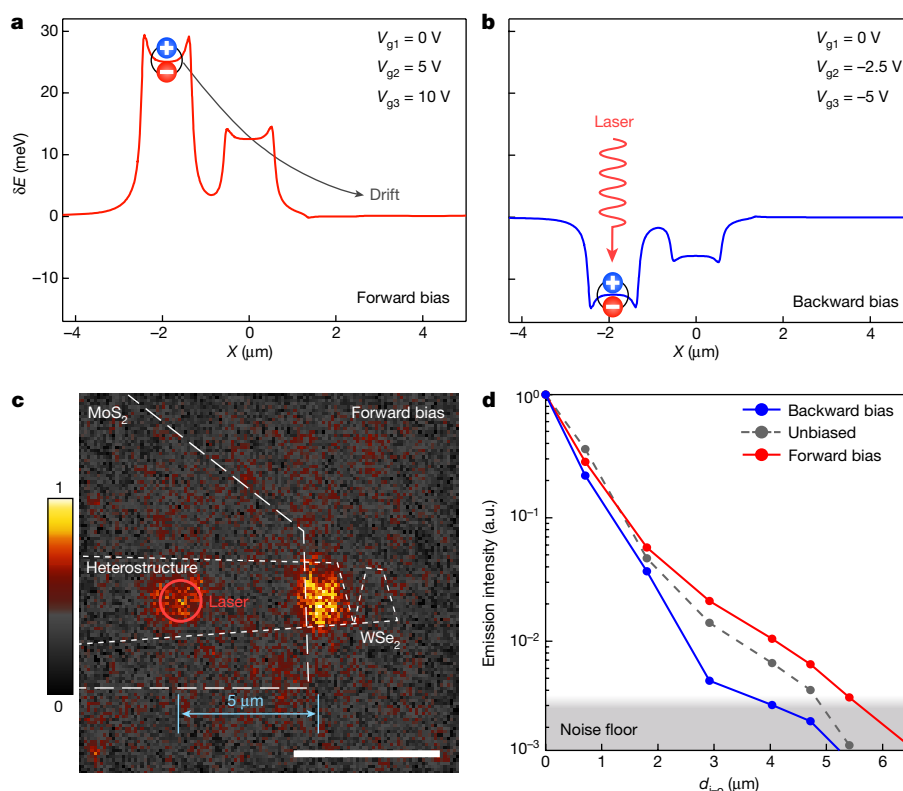 a
30
20
10
0
−10
δE (meV)
−4
−2
0
2
4
X (μm)
V_g1 = 0 V
V_g2 = 5 V
V_g3 = 10 V
Drift
Forward bias
b
V_g1 = 0 V
V_g2 = −2.5 V
V_g3 = −5 V
Laser
−4
−2
0
2
4
X (μm)
Backward bias
c
MoS₂
Forward bias
1
0
Heterostructure
Laser
WSe₂
5 μm
d
10⁰
10⁻¹
10⁻²
10⁻³
Emission intensity (a.u.)
Backward bias
Unbiased
Forward bias
Noise floor
0
1
2
3
4
5
6
(μm)